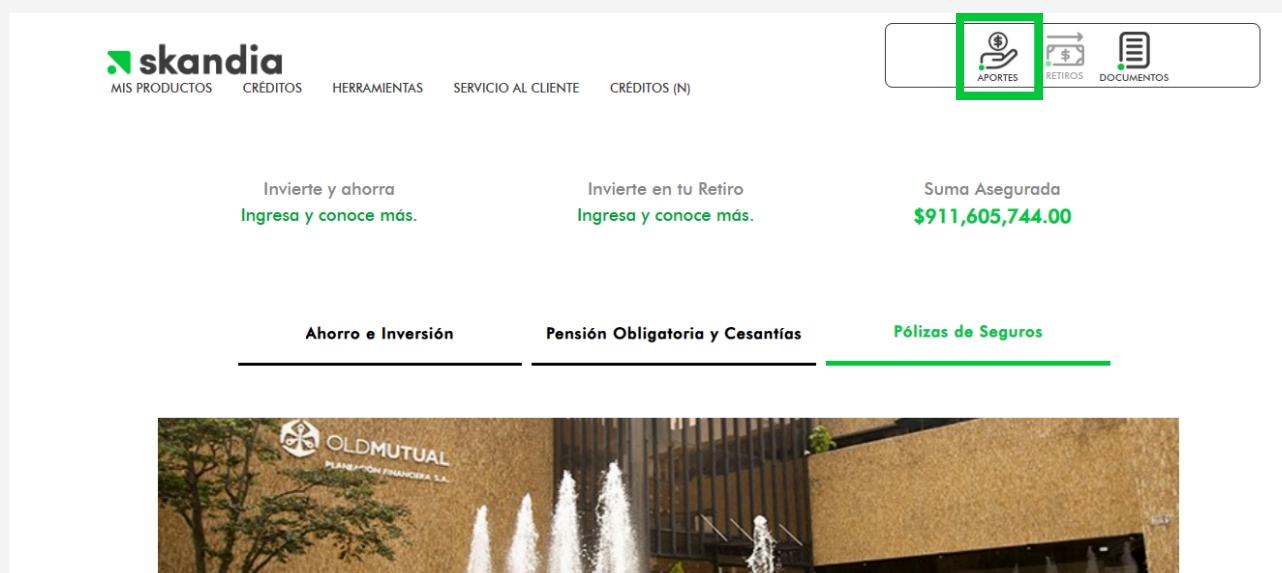 skandia
APORTES RETIROS DOCUMENTOS
MIS PRODUCTOS CRÉDITOS HERRAMIENTAS SERVICIO AL CLIENTE CRÉDITOS (N)
Invierte y ahorra Invierte en tu Retiro Suma Asegurada
Ingresa y conoce más. Ingresa y conoce más. $911,605,744.00
Ahorro e Inversión Pensión Obligatoria y Cesantías Pólizas de Seguros
OLDMUTUAL
PLANEACIÓN FINANCIERA S.A.